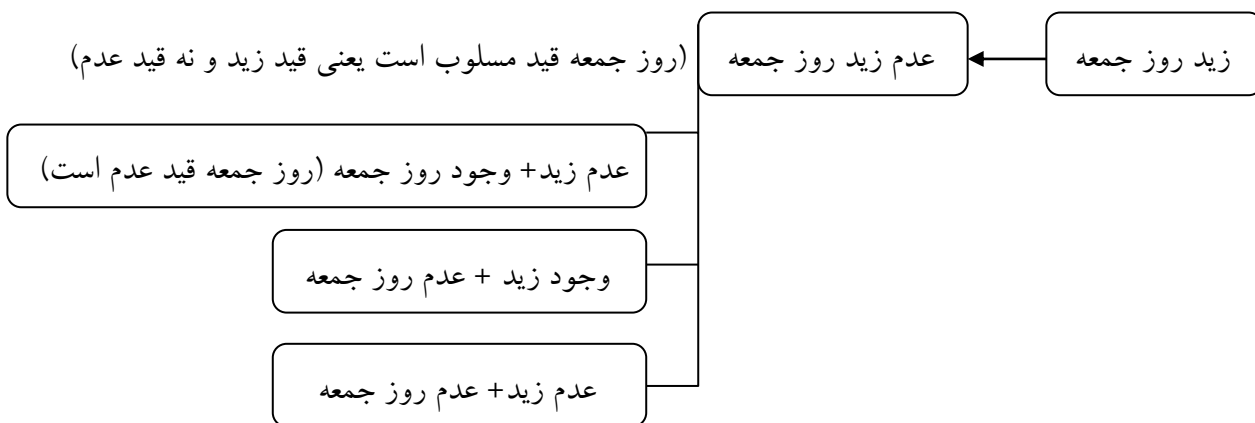 زید روز جمعه
عدم زید روز جمعه
(روز جمعه قید مسلوب است یعنی قید زید و نه قید عدم)
عدم زید+ وجود روز جمعه (روز جمعه قید عدم است)
وجود زید + عدم روز جمعه
عدم زید+ عدم روز جمعه